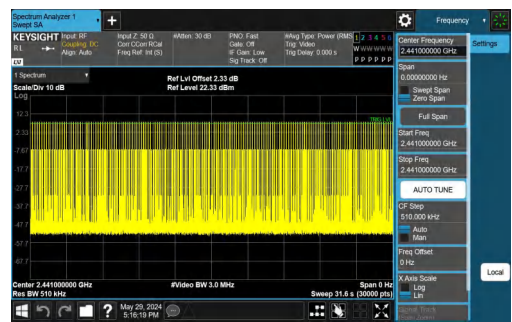 Spectrum Analyzer 1
Swept SA
+
Frequency
KEYSIGHT
RL
Input: RF
Coupling: DC
Align: Auto
Input Z: 50 Ω
Corr CCorr RCal
Freq Ref: Int (S)
#Atten: 30 dB
PNO: Fast
Gate: Off
IF Gain: Low
Sig Track: Off
#Avg Type: Power (RMS
Trig: Video
Trig Delay: 0.000 s
1 2 3 4 5 6
W W W W W W
P P P P P P
LV
1 Spectrum
Scale/Div 10 dB
Log
Ref Lvl Offset 2.33 dB
Ref Level 22.33 dBm
12.3
2.33
-7.67
-17.7
-27.7
-37.7
-47.7
-57.7
-67.7
TRIG LVL
Center 2.441000000 GHz
Res BW 510 kHz
#Video BW 3.0 MHz
Span 0 Hz
Sweep 31.6 s (30000 pts)
Center Frequency
2.441000000 GHz
Span
0.00000000 Hz
Swept Span
Zero Span
Full Span
Start Freq
2.441000000 GHz
Stop Freq
2.441000000 GHz
AUTO TUNE
CF Step
510.000 kHz
Auto
Man
Freq Offset
0 Hz
X Axis Scale
Log
Lin
Signal Track
Settings
Local
?
May 29, 2024
5:16:19 PM